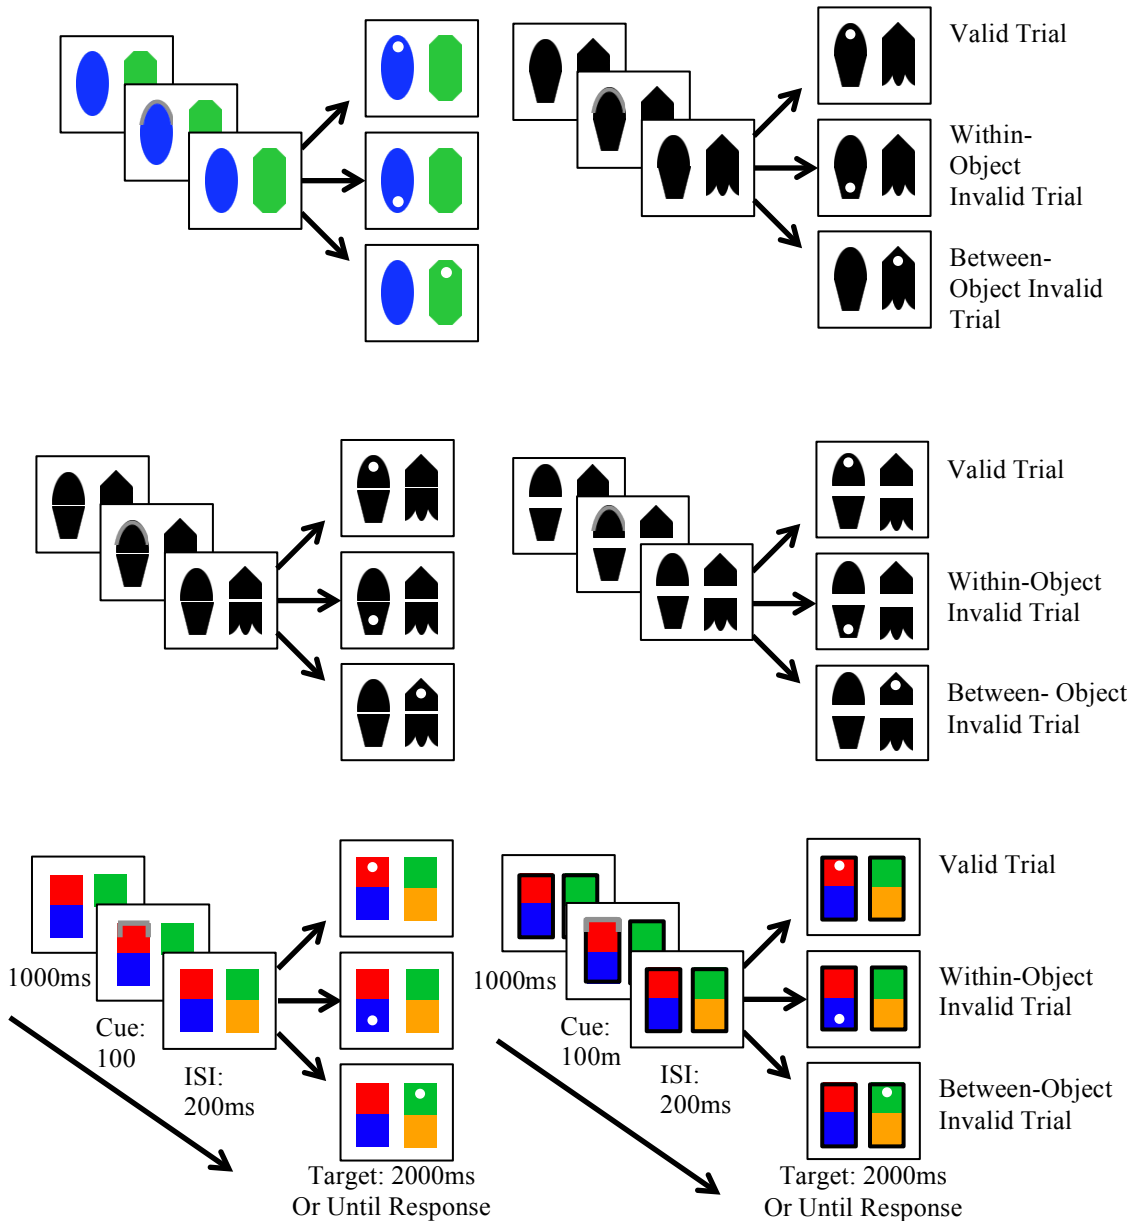 Valid Trial
Within-
Object
Invalid Trial
Between-
Object Invalid
Trial
Valid Trial
Within-Object
Invalid Trial
Between- Object
Invalid Trial
1000ms
Cue:
100
ISI:
200ms
Target: 2000ms
Or Until Response
1000ms
Cue:
100m
ISI:
200ms
Target: 2000ms
Or Until Response
Valid Trial
Within-Object
Invalid Trial
Between-Object
Invalid Trial